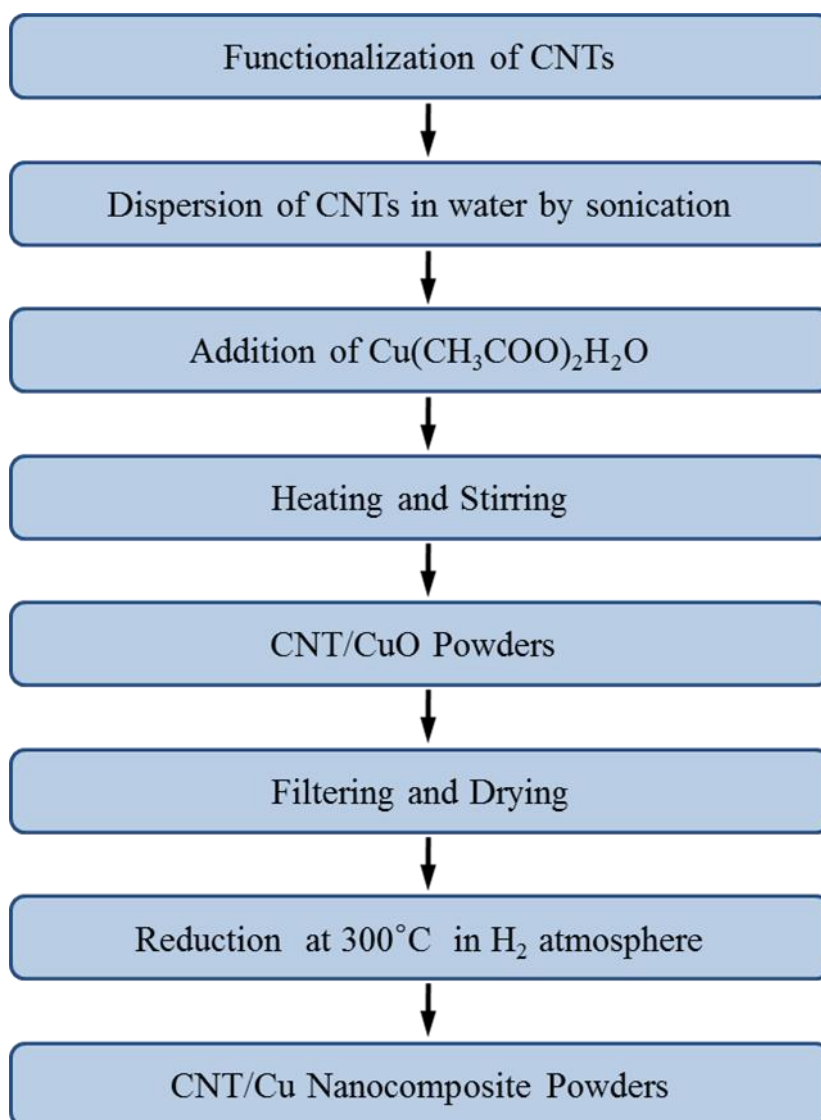 Functionalization of CNTs
Dispersion of CNTs in water by sonication
Addition of Cu(CH₃COO)₂H₂O
Heating and Stirring
CNT/CuO Powders
Filtering and Drying
Reduction at 300°C in H₂ atmosphere
CNT/Cu Nanocomposite Powders